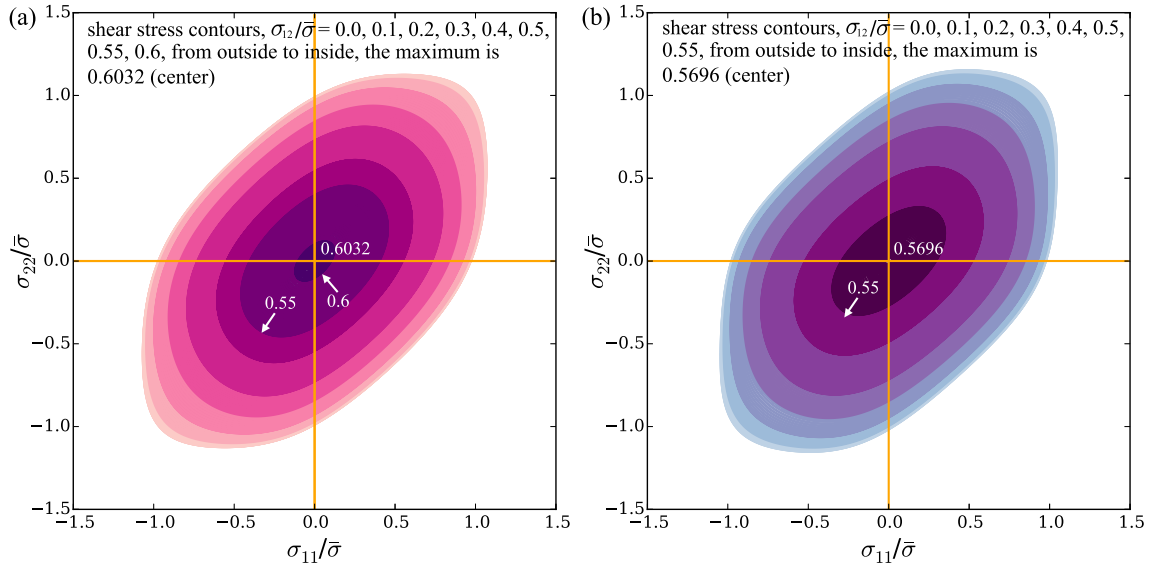 (a)
shear stress contours, σ₁₂/σ̄ = 0.0, 0.1, 0.2, 0.3, 0.4, 0.5,
0.55, 0.6, from outside to inside, the maximum is
0.6032 (center)
1.0
0.5
0.0
−0.5
−1.0
−1.5
σ₂₂/σ̄
0.6032
0.55
0.6
−1.5
−1.0
−0.5
0.0
0.5
1.0
1.5
σ₁₁/σ̄
(b)
shear stress contours, σ₁₂/σ̄ = 0.0, 0.1, 0.2, 0.3, 0.4, 0.5,
0.55, from outside to inside, the maximum is
0.5696 (center)
1.0
0.5
0.0
−0.5
−1.0
−1.5
σ₂₂/σ̄
0.5696
0.55
−1.5
−1.0
−0.5
0.0
0.5
1.0
1.5
σ₁₁/σ̄